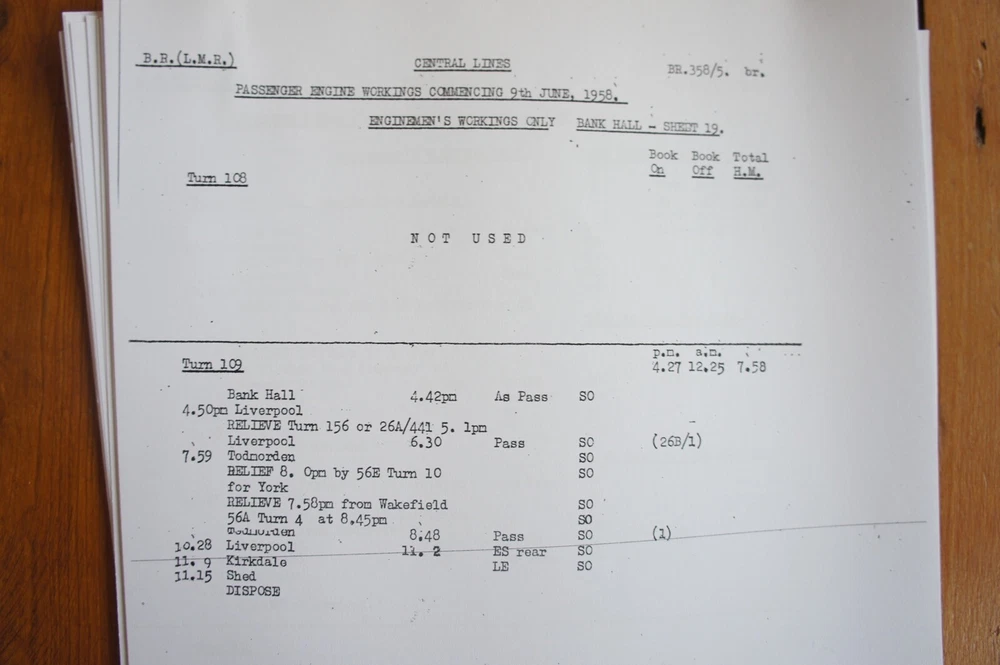 B.R.(L.M.R.) CENTRAL LINES BR.358/5. br.
PASSENGER ENGINE WORKINGS COMMENCING 9th JUNE, 1958.
ENGINEMEN'S WORKINGS ONLY BANK HALL - SHEET 19.
Book Book Total
Turn 108 On Off H.M.
NOT USED
p.m. a.m.
Turn 109 4.27 12.25 7.58
Bank Hall 4.42pm As Pass SO
4.50pm Liverpool
RELIEVE Turn 156 or 26A/441 5. 1pm
Liverpool 6.30 Pass SO (26B/1)
7.59 Todmorden SO
RELIEF 8. 0pm by 56E Turn 10 SO
for York
RELIEVE 7.58pm from Wakefield SO
56A Turn 4 at 8.45pm SO
Todmorden 8.48 Pass SO (1)
10.28 Liverpool 11. 2 ES rear SO
11. 9 Kirkdale LE SO
11.15 Shed
DISPOSE